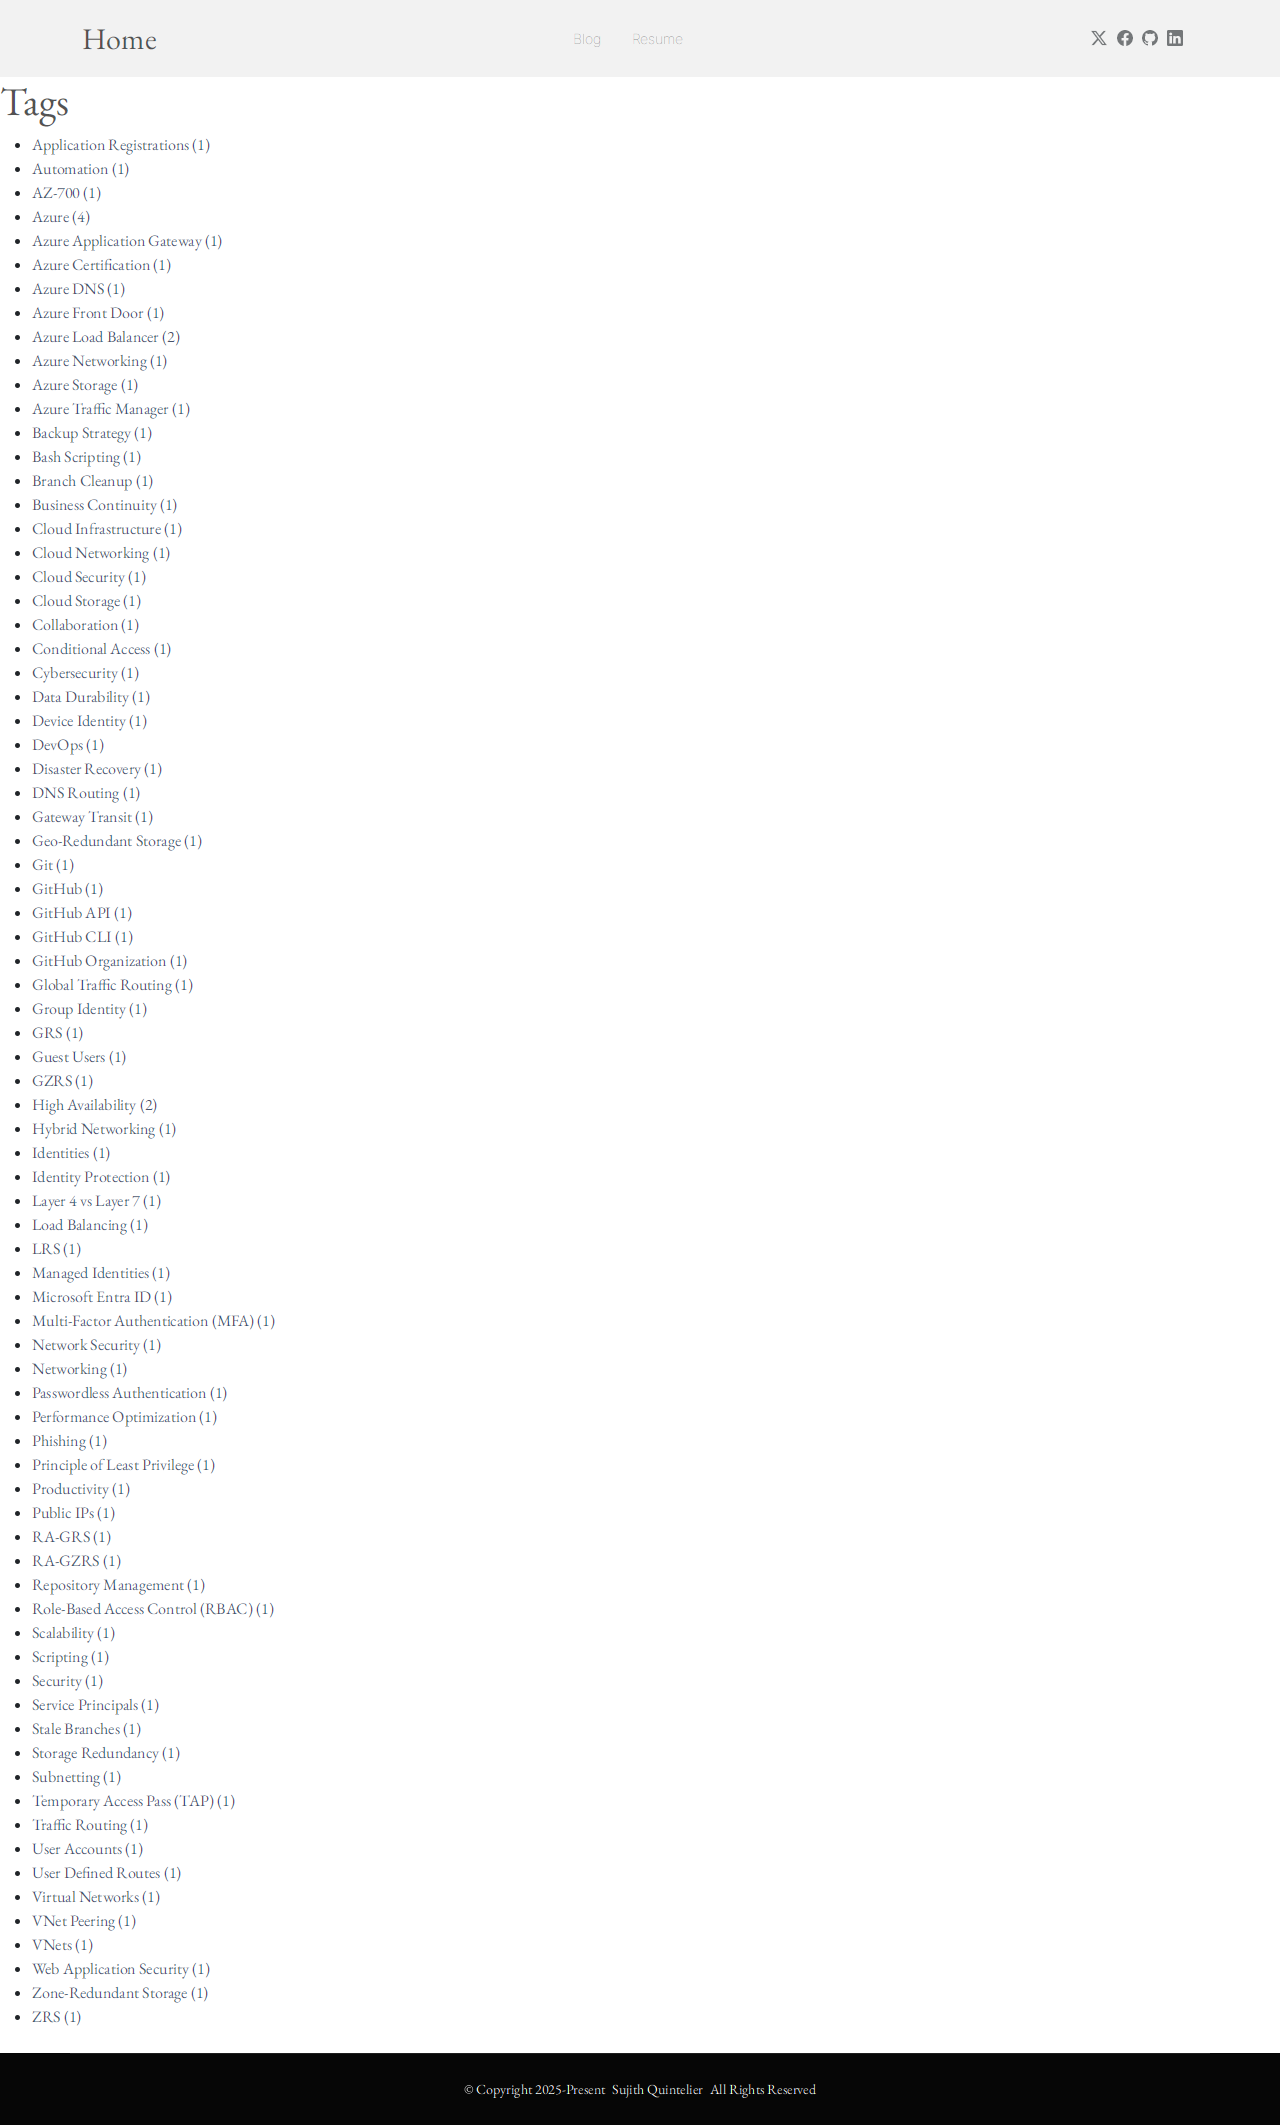 Home
Blog
Resume
Tags
Application Registrations (1)
Automation (1)
AZ-700 (1)
Azure (4)
Azure Application Gateway (1)
Azure Certification (1)
Azure DNS (1)
Azure Front Door (1)
Azure Load Balancer (2)
Azure Networking (1)
Azure Storage (1)
Azure Traffic Manager (1)
Backup Strategy (1)
Bash Scripting (1)
Branch Cleanup (1)
Business Continuity (1)
Cloud Infrastructure (1)
Cloud Networking (1)
Cloud Security (1)
Cloud Storage (1)
Collaboration (1)
Conditional Access (1)
Cybersecurity (1)
Data Durability (1)
Device Identity (1)
DevOps (1)
Disaster Recovery (1)
DNS Routing (1)
Gateway Transit (1)
Geo-Redundant Storage (1)
Git (1)
GitHub (1)
GitHub API (1)
GitHub CLI (1)
GitHub Organization (1)
Global Traffic Routing (1)
Group Identity (1)
GRS (1)
Guest Users (1)
GZRS (1)
High Availability (2)
Hybrid Networking (1)
Identities (1)
Identity Protection (1)
Layer 4 vs Layer 7 (1)
Load Balancing (1)
LRS (1)
Managed Identities (1)
Microsoft Entra ID (1)
Multi-Factor Authentication (MFA) (1)
Network Security (1)
Networking (1)
Passwordless Authentication (1)
Performance Optimization (1)
Phishing (1)
Principle of Least Privilege (1)
Productivity (1)
Public IPs (1)
RA-GRS (1)
RA-GZRS (1)
Repository Management (1)
Role-Based Access Control (RBAC) (1)
Scalability (1)
Scripting (1)
Security (1)
Service Principals (1)
Stale Branches (1)
Storage Redundancy (1)
Subnetting (1)
Temporary Access Pass (TAP) (1)
Traffic Routing (1)
User Accounts (1)
User Defined Routes (1)
Virtual Networks (1)
VNet Peering (1)
VNets (1)
Web Application Security (1)
Zone-Redundant Storage (1)
ZRS (1)
© Copyright 2025-Present Sujith Quintelier All Rights Reserved